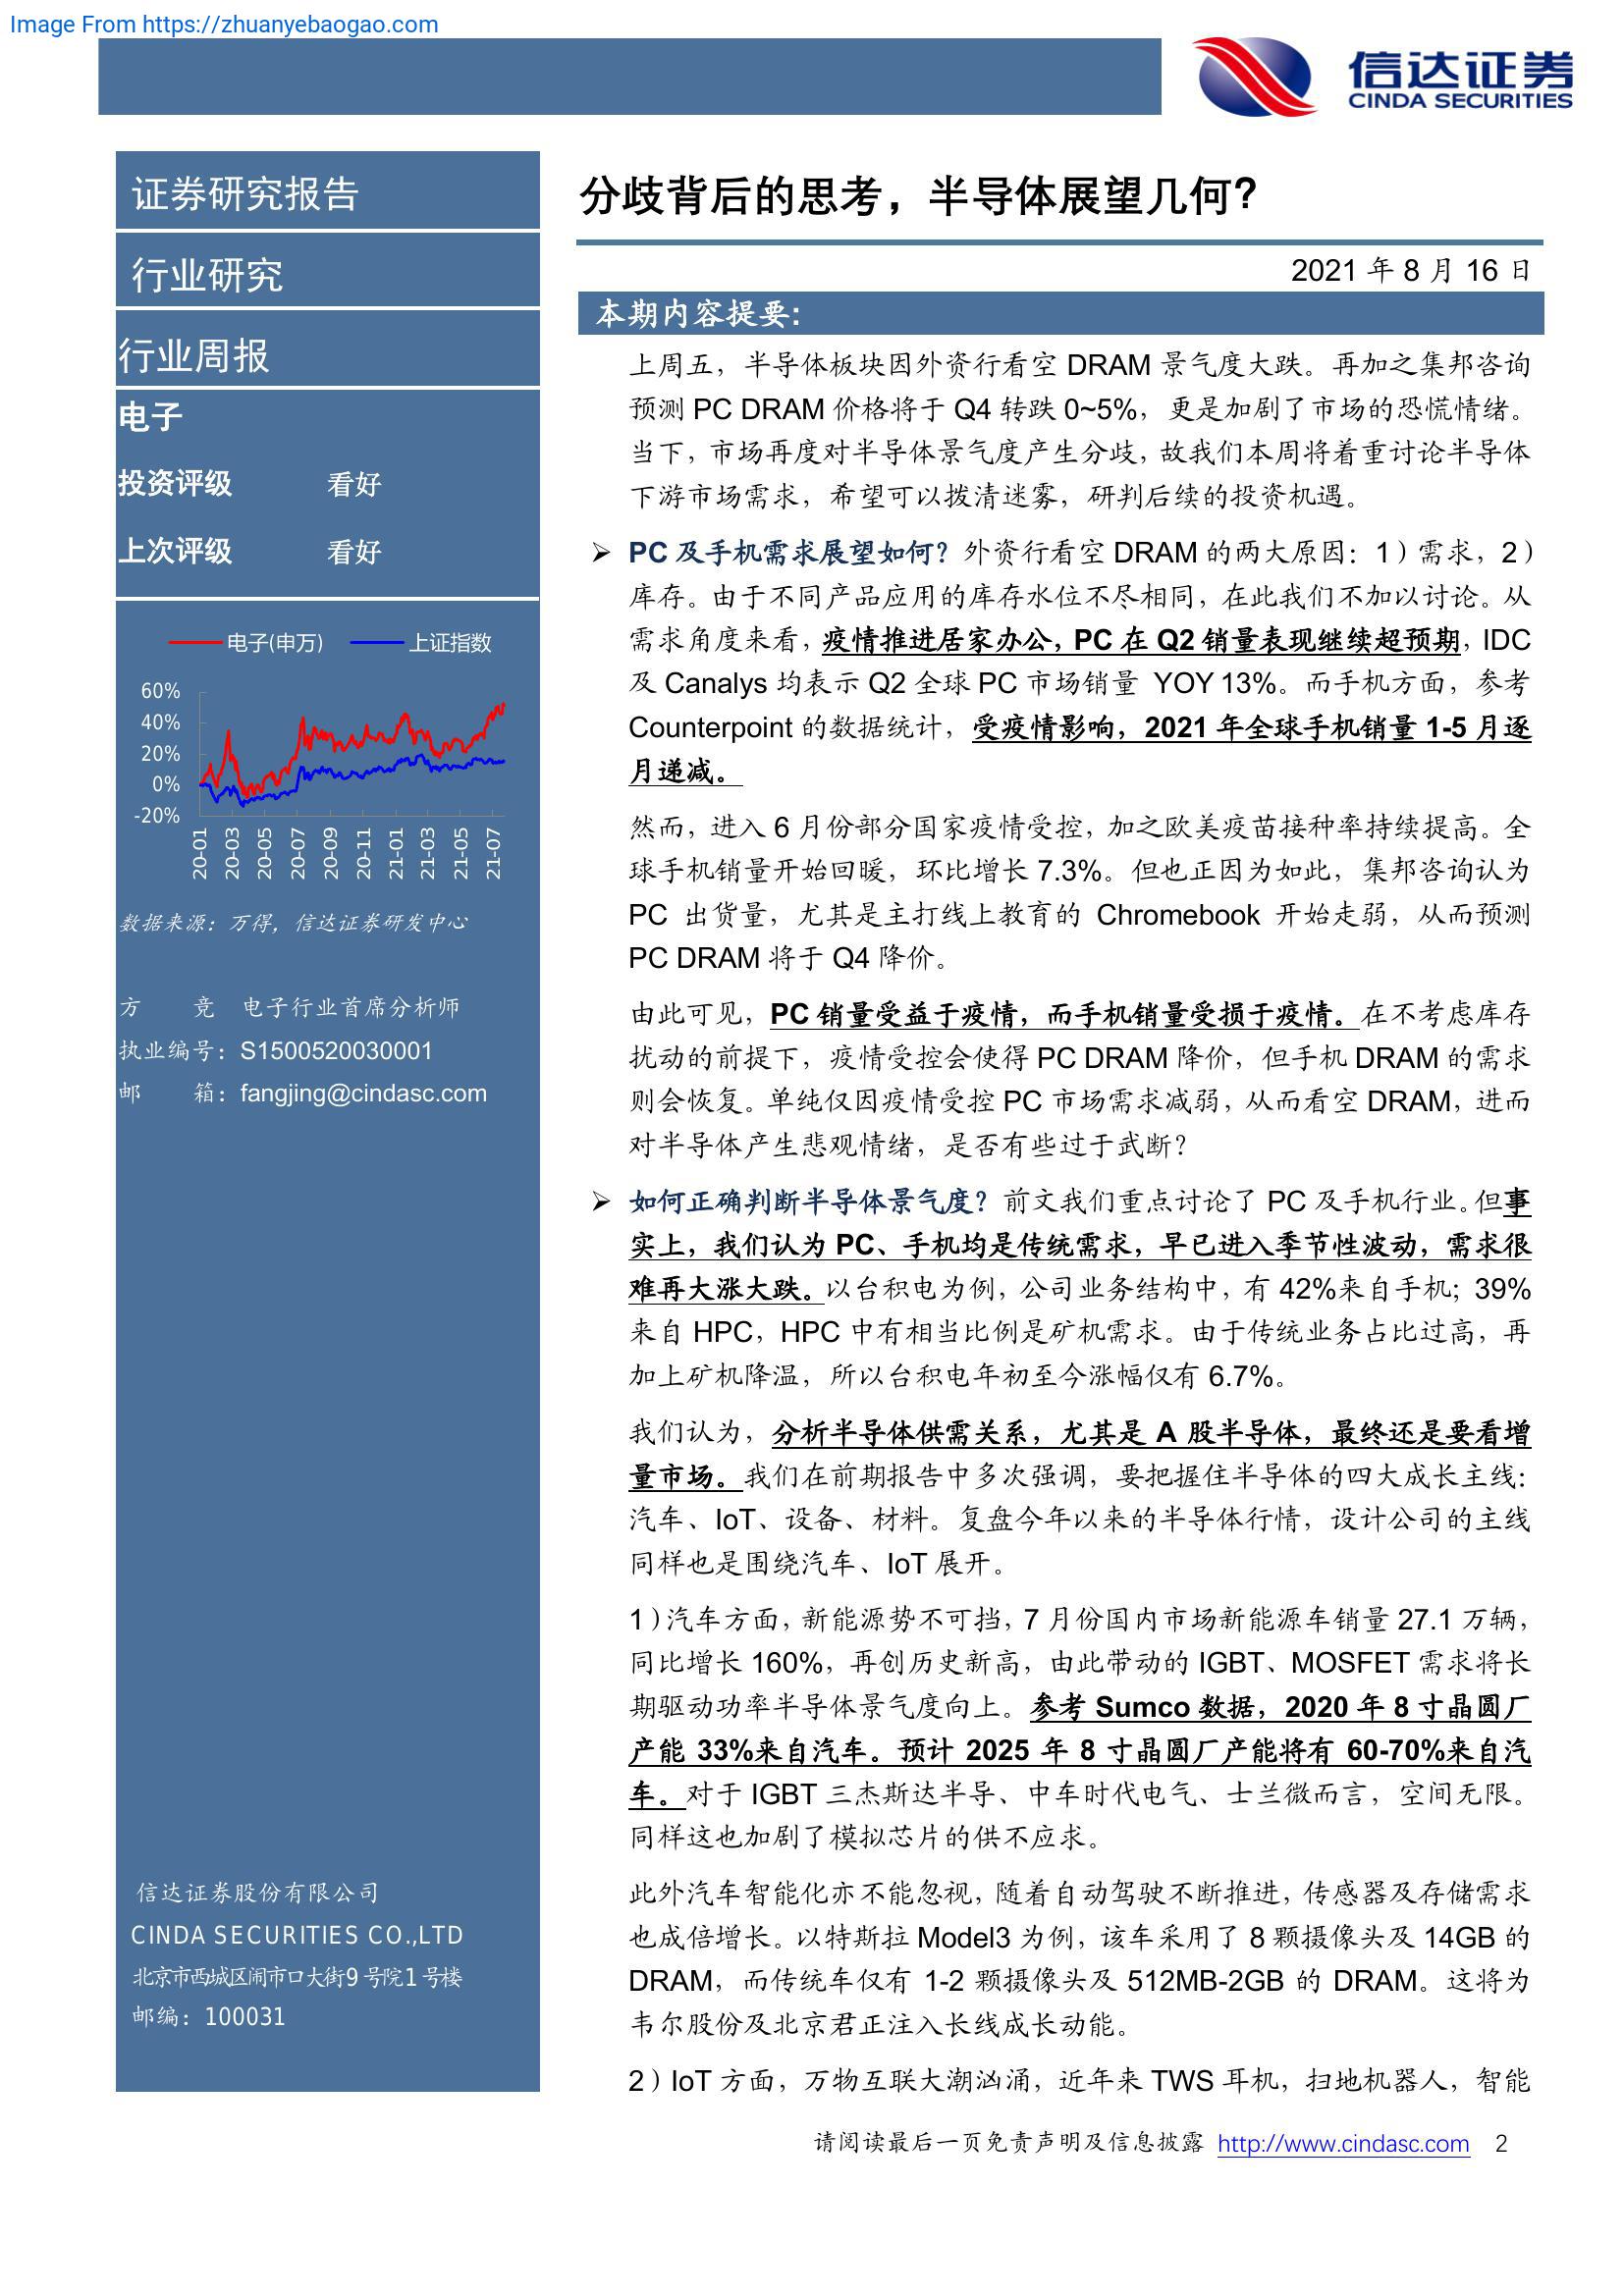 Image From https://zhuanyebaogao.com
信达证券
CINDA SECURITIES
证券研究报告
行业研究
行业周报
电子
投资评级 看好
上次评级 看好
电子(申万) 上证指数
60%
40%
20%
0%
-20%
20-01 20-03 20-05 20-07 20-09 20-11 21-01 21-03 21-05 21-07
数据来源：万得，信达证券研发中心
方 竞 电子行业首席分析师
执业编号：S1500520030001
邮 箱：fangjing@cindasc.com
信达证券股份有限公司
CINDA SECURITIES CO.,LTD
北京市西城区闹市口大街9号院1号楼
邮编：100031
分歧背后的思考，半导体展望几何？
2021 年 8 月 16 日
本期内容提要:
上周五，半导体板块因外资行看空 DRAM 景气度大跌。再加之集邦咨询
预测 PC DRAM 价格将于 Q4 转跌 0~5%，更是加剧了市场的恐慌情绪。
当下，市场再度对半导体景气度产生分歧，故我们本周将着重讨论半导体
下游市场需求，希望可以拨清迷雾，研判后续的投资机遇。
➢ PC 及手机需求展望如何？外资行看空 DRAM 的两大原因：1）需求，2）
库存。由于不同产品应用的库存水位不尽相同，在此我们不加以讨论。从
需求角度来看，疫情推进居家办公，PC 在 Q2 销量表现继续超预期，IDC
及 Canalys 均表示 Q2 全球 PC 市场销量 YOY 13%。而手机方面，参考
Counterpoint 的数据统计，受疫情影响，2021 年全球手机销量 1-5 月逐
月递减。
然而，进入 6 月份部分国家疫情受控，加之欧美疫苗接种率持续提高。全
球手机销量开始回暖，环比增长 7.3%。但也正因为如此，集邦咨询认为
PC 出货量，尤其是主打线上教育的 Chromebook 开始走弱，从而预测
PC DRAM 将于 Q4 降价。
由此可见，PC 销量受益于疫情，而手机销量受损于疫情。在不考虑库存
扰动的前提下，疫情受控会使得 PC DRAM 降价，但手机 DRAM 的需求
则会恢复。单纯仅因疫情受控 PC 市场需求减弱，从而看空 DRAM，进而
对半导体产生悲观情绪，是否有些过于武断？
➢ 如何正确判断半导体景气度？前文我们重点讨论了 PC 及手机行业。但事
实上，我们认为 PC、手机均是传统需求，早已进入季节性波动，需求很
难再大涨大跌。以台积电为例，公司业务结构中，有 42%来自手机；39%
来自 HPC，HPC 中有相当比例是矿机需求。由于传统业务占比过高，再
加上矿机降温，所以台积电年初至今涨幅仅有 6.7%。
我们认为，分析半导体供需关系，尤其是 A 股半导体，最终还是要看增
量市场。我们在前期报告中多次强调，要把握住半导体的四大成长主线：
汽车、IoT、设备、材料。复盘今年以来的半导体行情，设计公司的主线
同样也是围绕汽车、IoT 展开。
1）汽车方面，新能源势不可挡，7 月份国内市场新能源车销量 27.1 万辆，
同比增长 160%，再创历史新高，由此带动的 IGBT、MOSFET 需求将长
期驱动功率半导体景气度向上。参考 Sumco 数据，2020 年 8 寸晶圆厂
产能 33%来自汽车。预计 2025 年 8 寸晶圆厂产能将有 60-70%来自汽
车。对于 IGBT 三杰斯达半导、中车时代电气、士兰微而言，空间无限。
同样这也加剧了模拟芯片的供不应求。
此外汽车智能化亦不能忽视，随着自动驾驶不断推进，传感器及存储需求
也成倍增长。以特斯拉 Model3 为例，该车采用了 8 颗摄像头及 14GB 的
DRAM，而传统车仅有 1-2 颗摄像头及 512MB-2GB 的 DRAM。这将为
韦尔股份及北京君正注入长线成长动能。
2）IoT 方面，万物互联大潮汹涌，近年来 TWS 耳机，扫地机器人，智能
请阅读最后一页免责声明及信息披露 http://www.cindasc.com 2